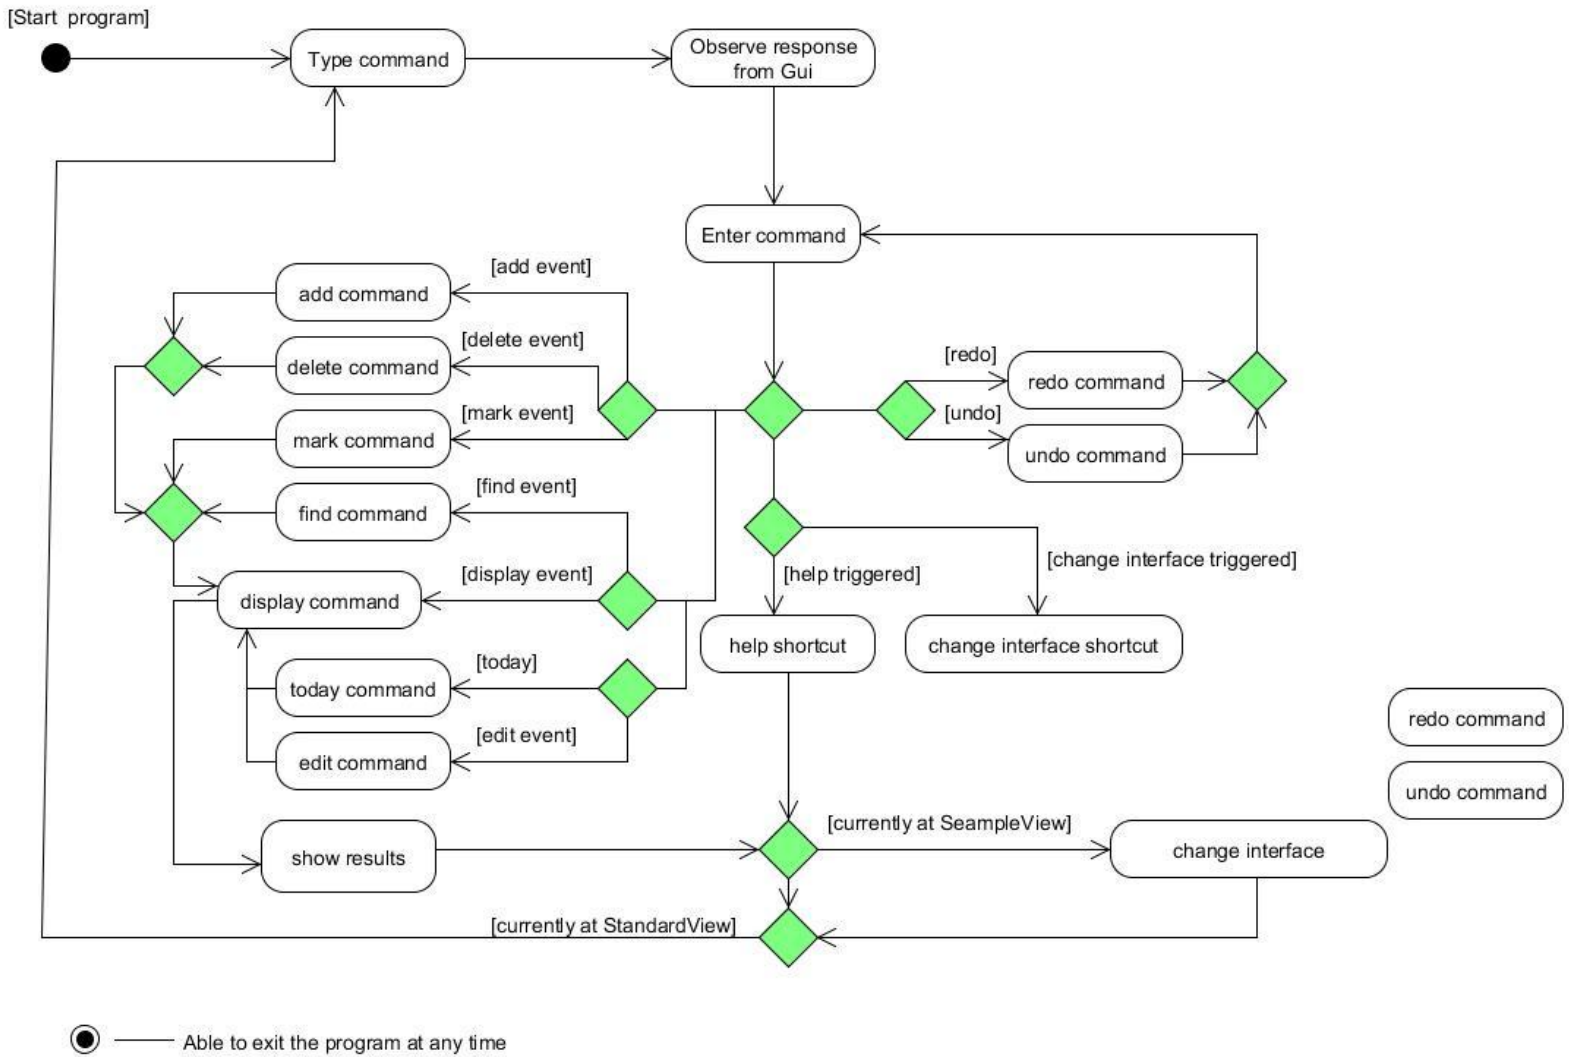 [Start program]
Type command
Observe response
from Gui
Enter command
[add event]
add command
[delete event]
delete command
[redo]
redo command
[mark event]
mark command
[undo]
undo command
[find event]
find command
[change interface triggered]
[display event]
display command
[help triggered]
help shortcut
change interface shortcut
[today]
today command
redo command
[edit event]
edit command
undo command
[currently at SeampleView]
show results
change interface
[currently at StandardView]
Able to exit the program at any time